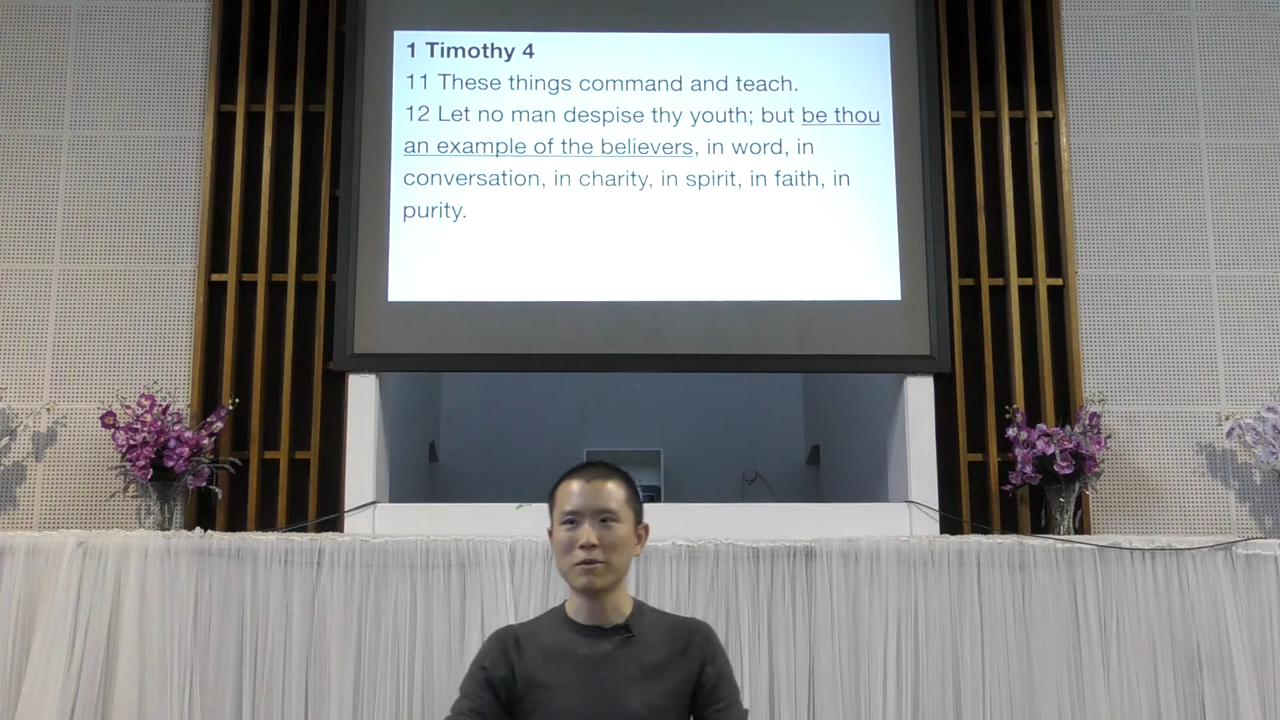 1 Timothy 4
11 These things command and teach.
12 Let no man despise thy youth; but be thou
an example of the believers, in word, in
conversation, in charity, in spirit, in faith, in
purity.